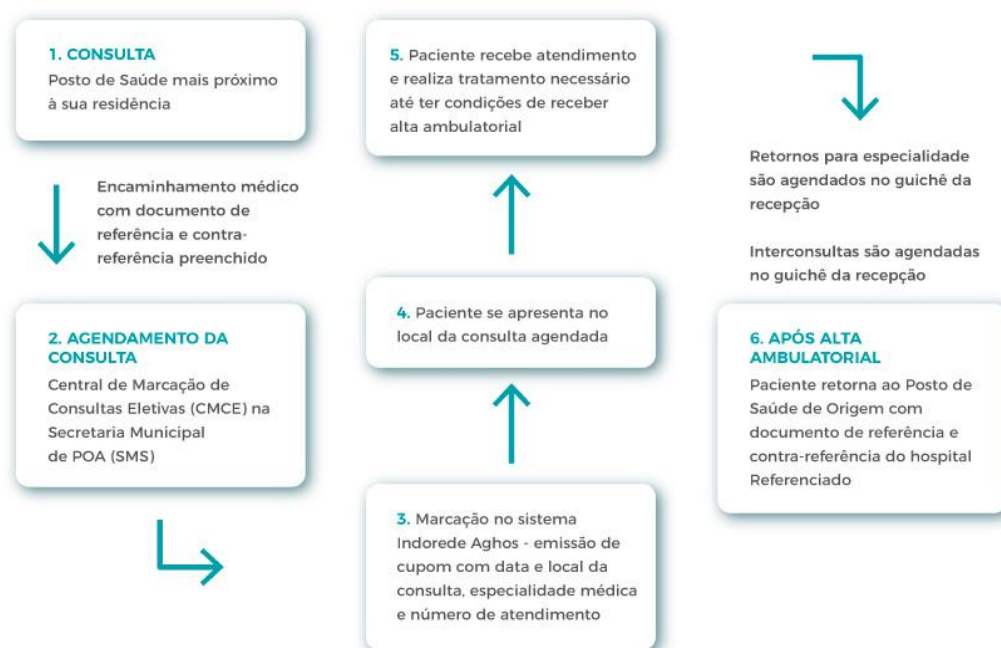 1. CONSULTA
Posto de Saúde mais próximo
à sua residência
Encaminhamento médico
com documento de
referência e contra-
referência preenchido
2. AGENDAMENTO DA
CONSULTA
Central de Marcação de
Consultas Eletivas (CMCE) na
Secretaria Municipal
de POA (SMS)
3. Marcação no sistema
Indorede Aghos - emissão de
cupom com data e local da
consulta, especialidade médica
e número de atendimento
4. Paciente se apresenta no
local da consulta agendada
5. Paciente recebe atendimento
e realiza tratamento necessário
até ter condições de receber
alta ambulatorial
Retornos para especialidade
são agendados no guichê da
recepção
Interconsultas são agendadas
no guichê da recepção
6. APÓS ALTA
AMBULATORIAL
Paciente retorna ao Posto de
Saúde de Origem com
documento de referência e
contra-referência do hospital
Referenciado